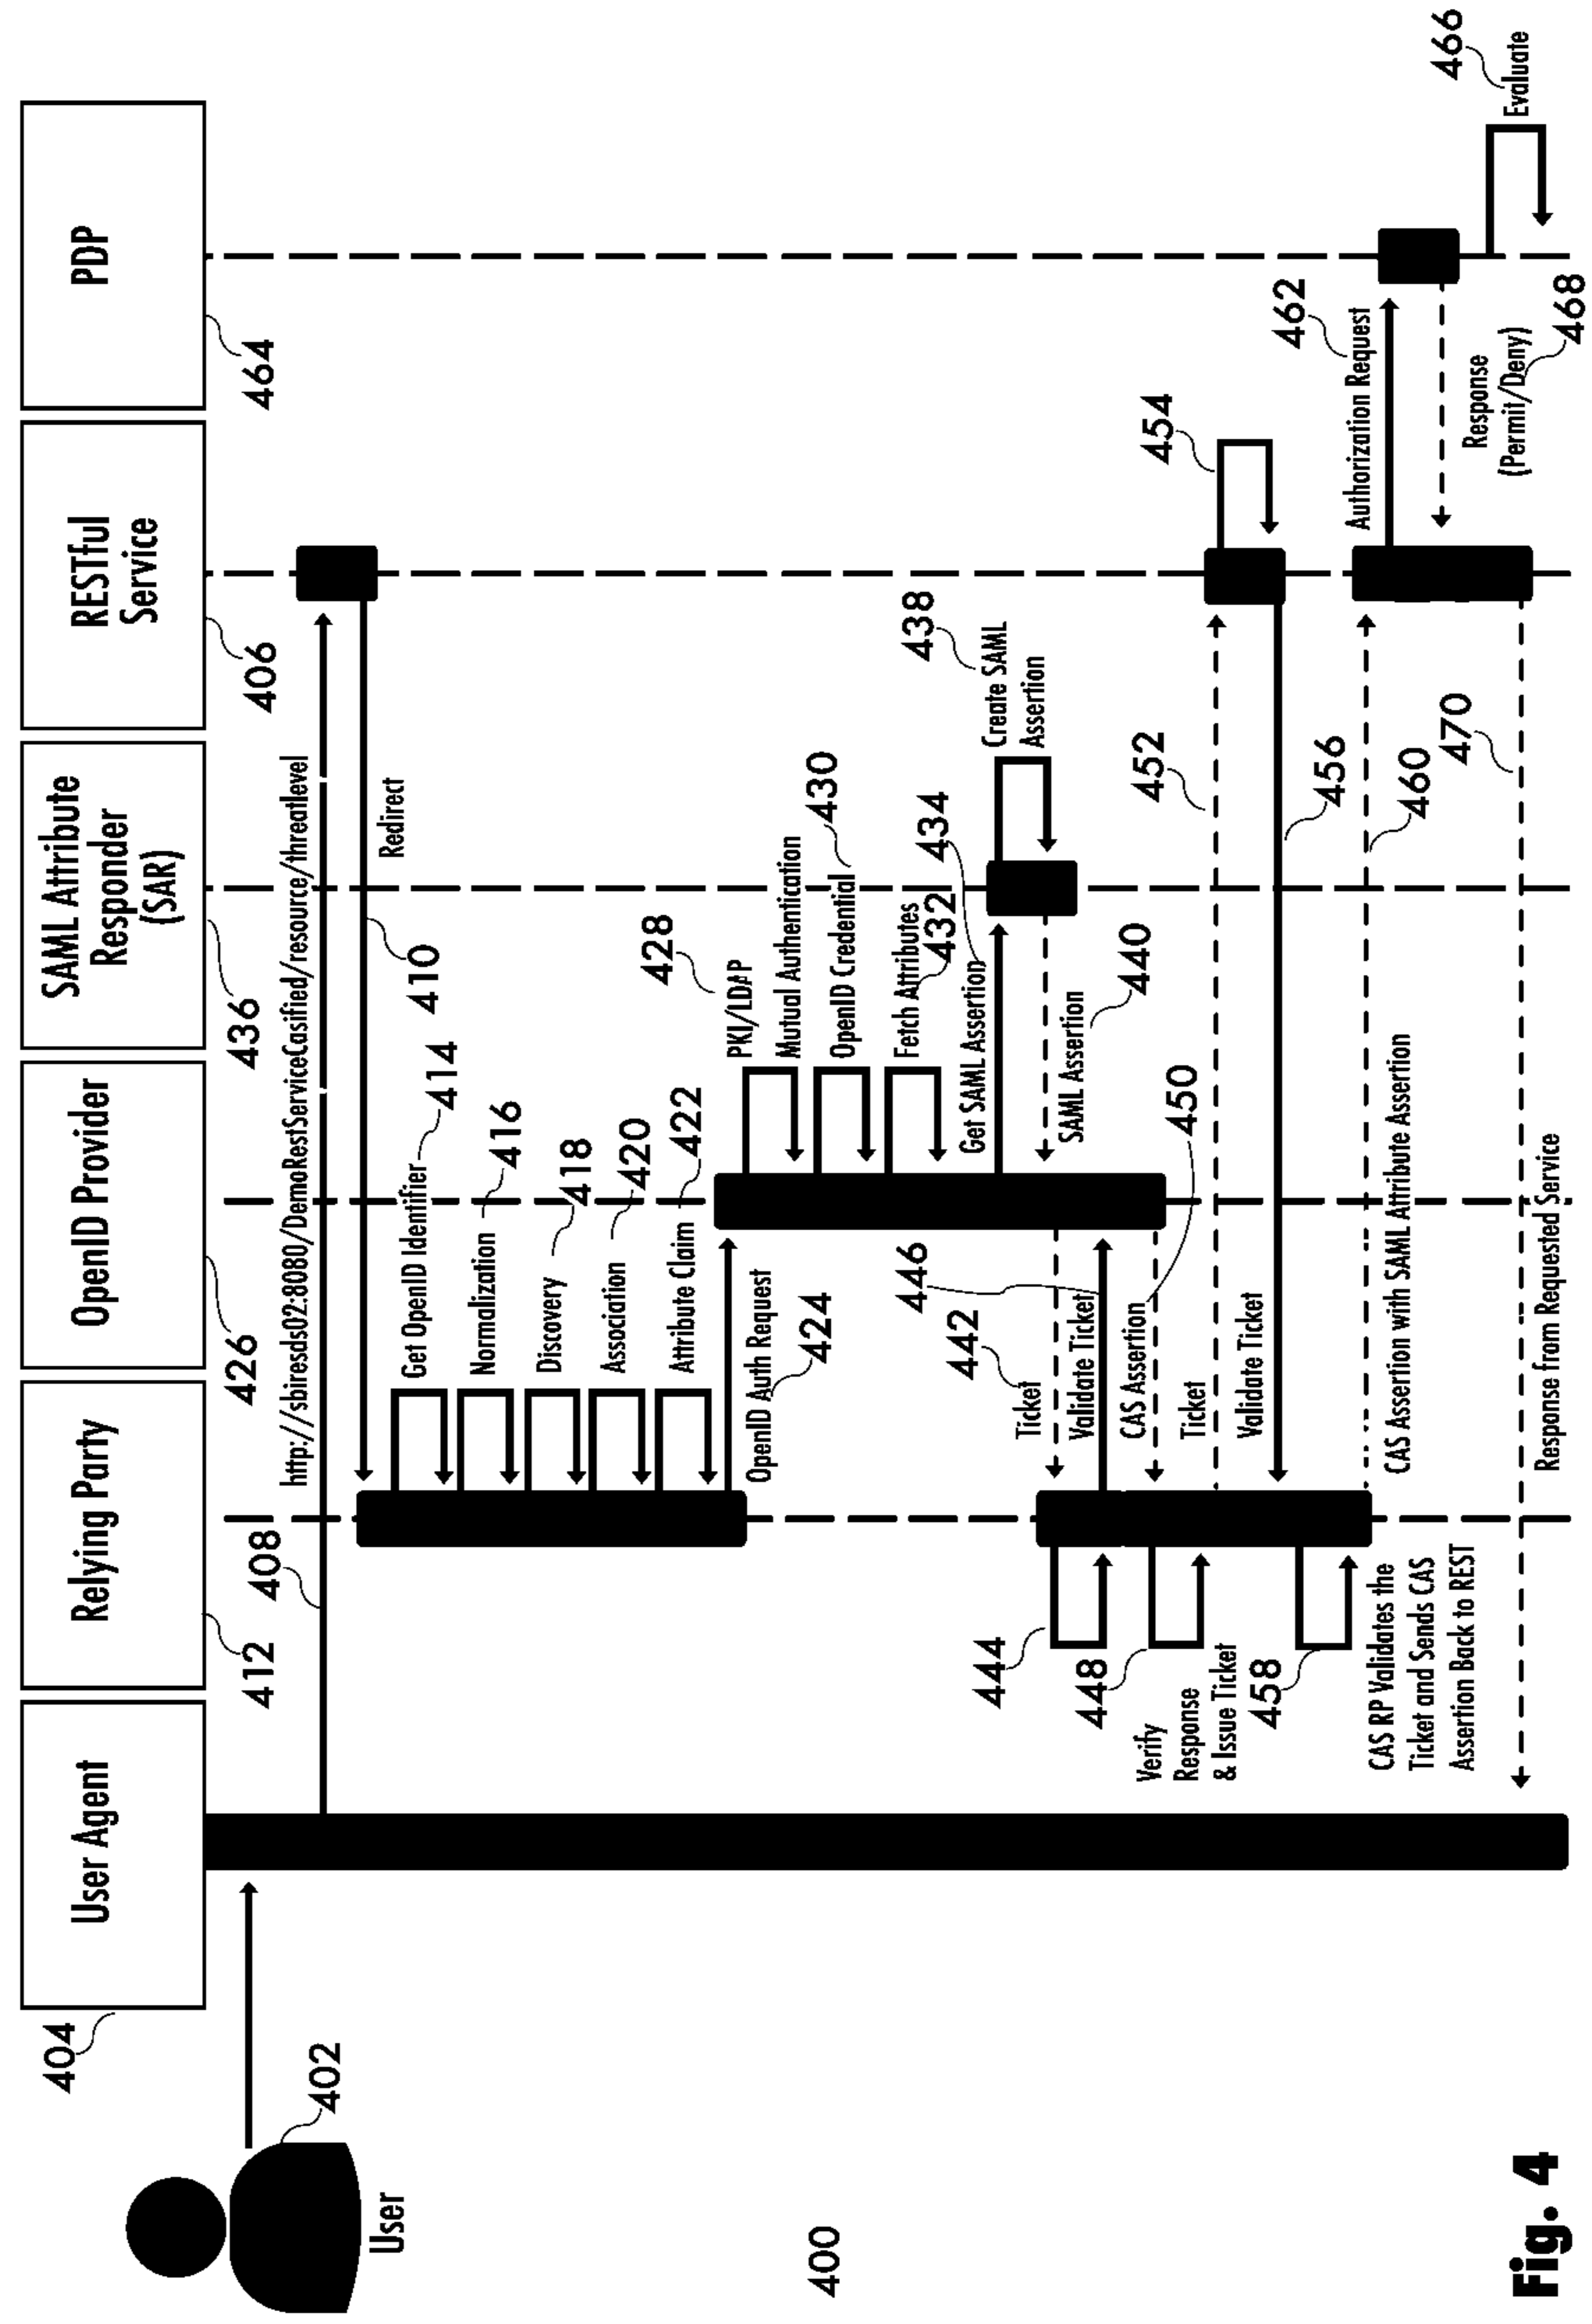 400
User
402
404
User Agent
412
Relying Party
426
OpenID Provider
436
SAML Attribute
Responder
(SAR)
406
RESTful
Service
464
PDP
408
http://sbiresds02:8080/DemoRestServiceCasified/resource/threatlevel
Redirect
410
Get OpenID Identifier
414
Normalization
416
Discovery
418
Association
420
Attribute Claim
422
OpenID Auth Request
424
428
PKI/LDAP
Mutual Authentication
OpenID Credential
430
Fetch Attributes
432
Get SAML Assertion
434
438
Create SAML
Assertion
SAML Assertion
440
442
Ticket
444
446
Validate Ticket
448
Verify
Response
& Issue Ticket
CAS Assertion
450
Ticket
452
454
Validate Ticket
456
458
CAS RP Validates the
Ticket and Sends CAS
Assertion Back to REST
CAS Assertion with SAML Attribute Assertion
460
462
Authorization Request
466
Evaluate
Response
(Permit/Deny)
468
470
Response from Requested Service
Fig. 4